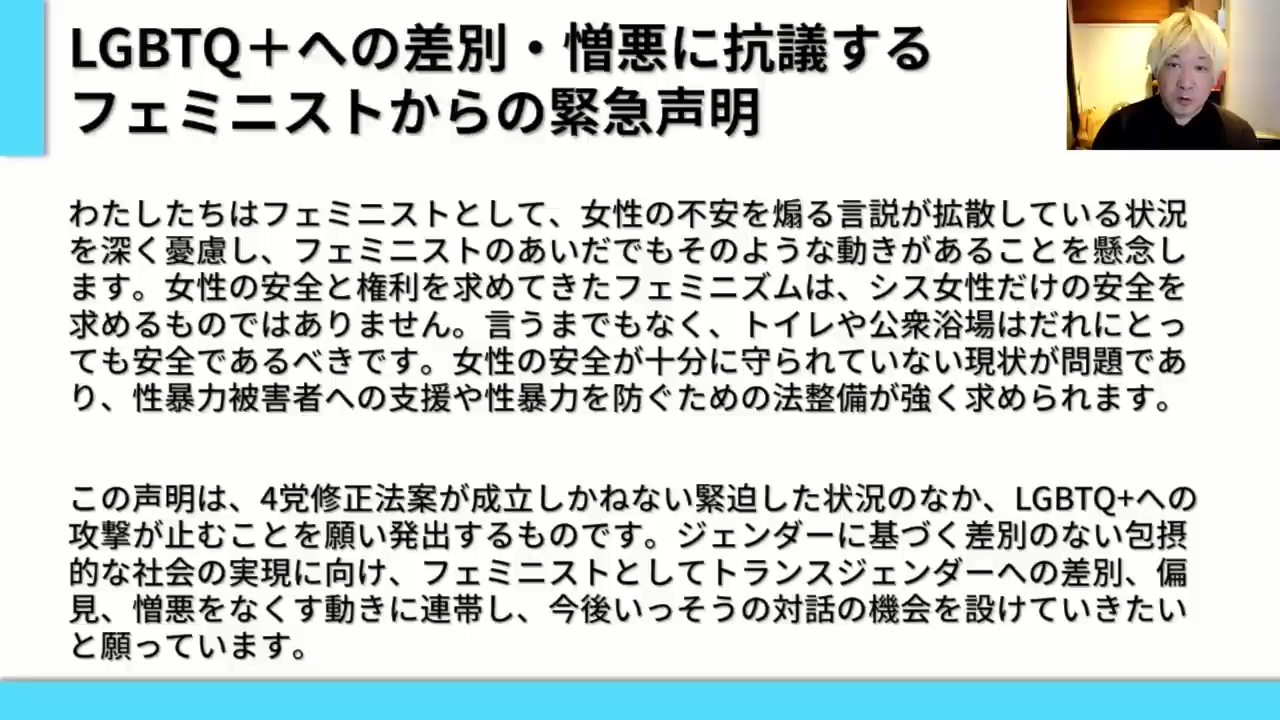 LGBTQ＋への差別・憎悪に抗議する
フェミニストからの緊急声明
わたしたちはフェミニストとして、女性の不安を煽る言説が拡散している状況
を深く憂慮し、フェミニストのあいだでもそのような動きがあることを懸念し
ます。女性の安全と権利を求めてきたフェミニズムは、シス女性だけの安全を
求めるものではありません。言うまでもなく、トイレや公衆浴場はだれにとっ
ても安全であるべきです。女性の安全が十分に守られていない現状が問題であ
り、性暴力被害者への支援や性暴力を防ぐための法整備が強く求められます。
この声明は、4党修正法案が成立しかねない緊迫した状況のなか、LGBTQ+への
攻撃が止むことを願い発出するものです。ジェンダーに基づく差別のない包摂
的な社会の実現に向け、フェミニストとしてトランスジェンダーへの差別、偏
見、憎悪をなくす動きに連帯し、今後いっそうの対話の機会を設けていきたい
と願っています。